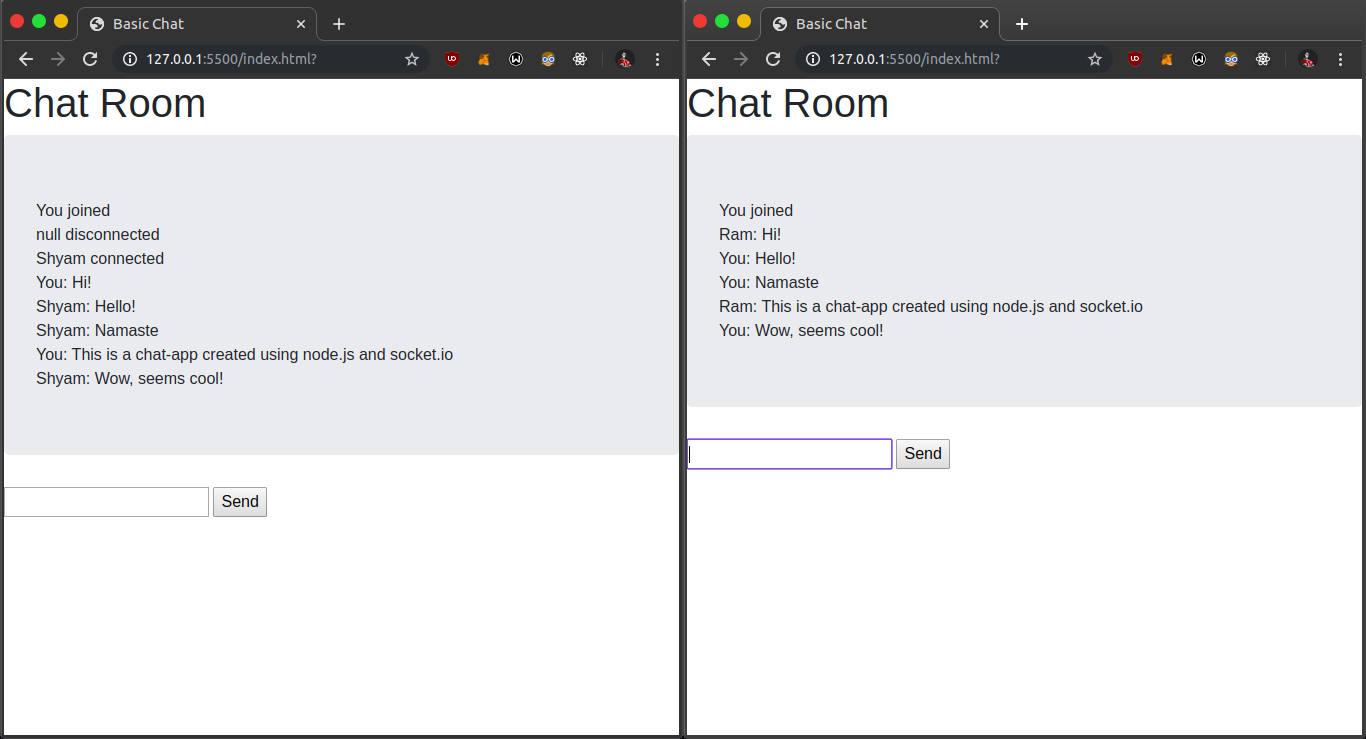 Basic Chat
127.0.0.1:5500/index.html?
Chat Room
You joined
null disconnected
Shyam connected
You: Hi!
Shyam: Hello!
Shyam: Namaste
You: This is a chat-app created using node.js and socket.io
Shyam: Wow, seems cool!
Send
Basic Chat
127.0.0.1:5500/index.html?
Chat Room
You joined
Ram: Hi!
You: Hello!
You: Namaste
Ram: This is a chat-app created using node.js and socket.io
You: Wow, seems cool!
Send